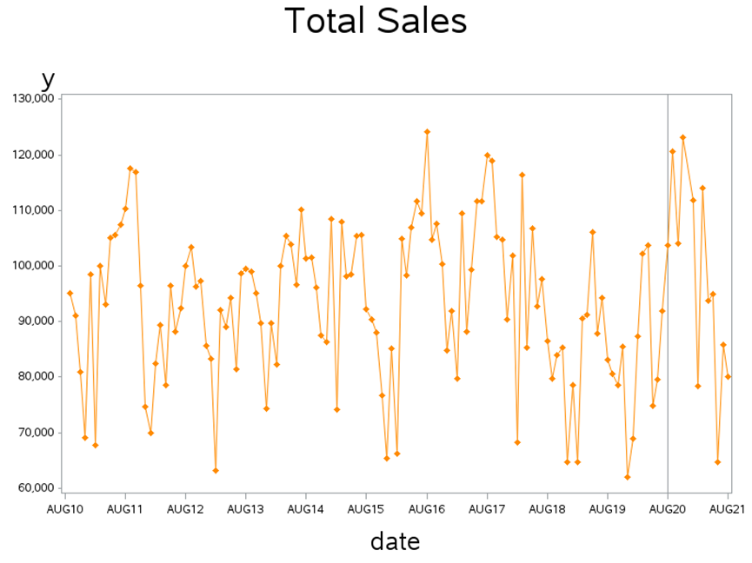 Total Sales
y
130,000
120,000
110,000
100,000
90,000
80,000
70,000
60,000
AUG10 AUG11 AUG12 AUG13 AUG14 AUG15 AUG16 AUG17 AUG18 AUG19 AUG20 AUG21
date